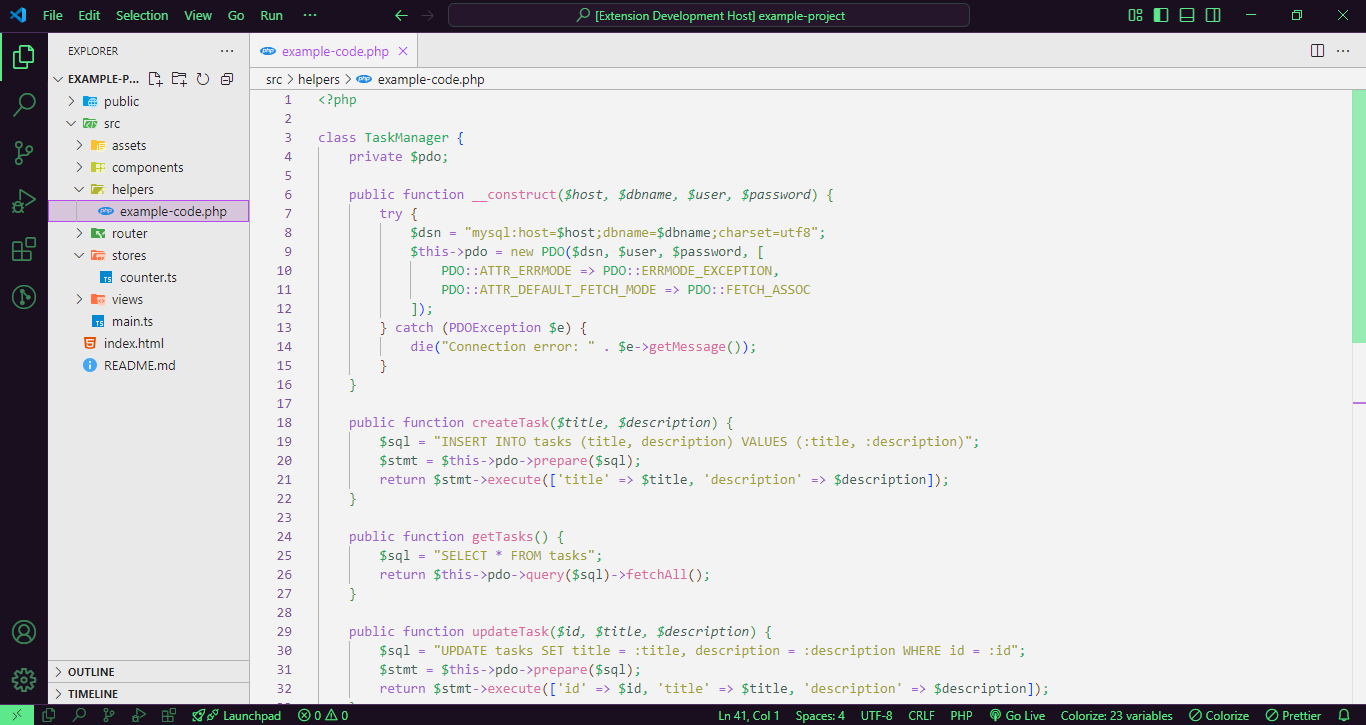 File Edit Selection View Go Run ··· [Extension Development Host] example-project
EXPLORER ···
EXAMPLE-P...
public
src
assets
components
helpers
php example-code.php
router
stores
TS counter.ts
views
TS main.ts
index.html
README.md
OUTLINE
TIMELINE
php example-code.php
src > helpers > php example-code.php
1 <?php
2
3 class TaskManager {
4 private $pdo;
5
6 public function __construct($host, $dbname, $user, $password) {
7 try {
8 $dsn = "mysql:host=$host;dbname=$dbname;charset=utf8";
9 $this->pdo = new PDO($dsn, $user, $password, [
10 PDO::ATTR_ERRMODE => PDO::ERRMODE_EXCEPTION,
11 PDO::ATTR_DEFAULT_FETCH_MODE => PDO::FETCH_ASSOC
12 ]);
13 } catch (PDOException $e) {
14 die("Connection error: " . $e->getMessage());
15 }
16 }
17
18 public function createTask($title, $description) {
19 $sql = "INSERT INTO tasks (title, description) VALUES (:title, :description)";
20 $stmt = $this->pdo->prepare($sql);
21 return $stmt->execute(['title' => $title, 'description' => $description]);
22 }
23
24 public function getTasks() {
25 $sql = "SELECT * FROM tasks";
26 return $this->pdo->query($sql)->fetchAll();
27 }
28
29 public function updateTask($id, $title, $description) {
30 $sql = "UPDATE tasks SET title = :title, description = :description WHERE id = :id";
31 $stmt = $this->pdo->prepare($sql);
32 return $stmt->execute(['id' => $id, 'title' => $title, 'description' => $description]);
Launchpad 0 0 Ln 41, Col 1 Spaces: 4 UTF-8 CRLF PHP Go Live Colorize: 23 variables Colorize Prettier